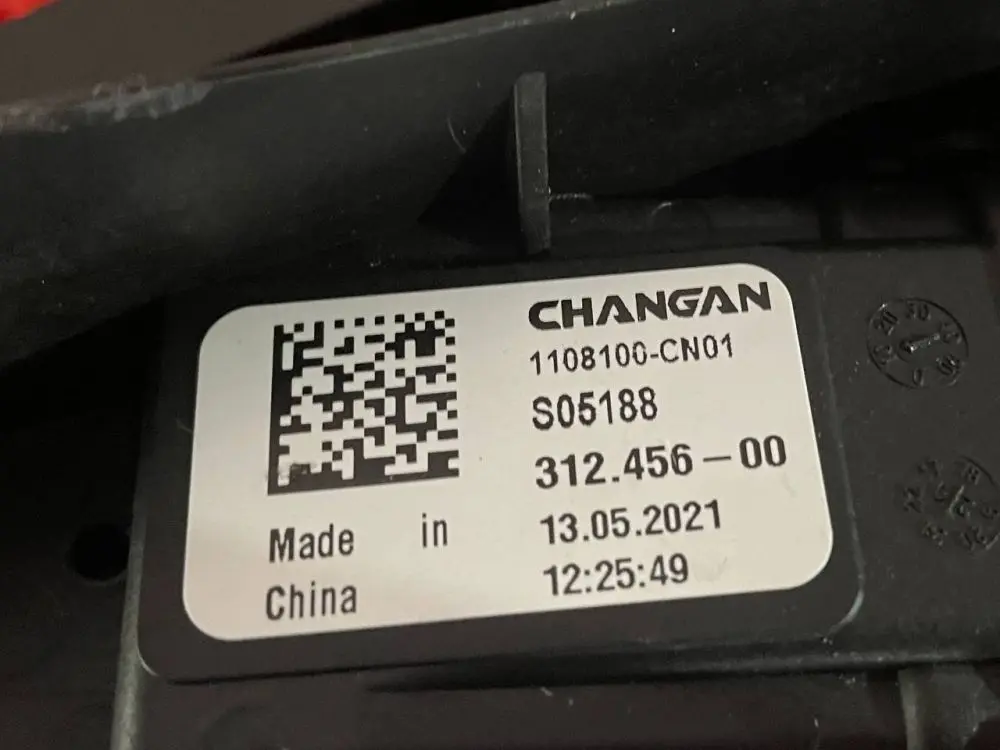 CHANGAN
1108100-CN01
S05188
312.456-00
13.05.2021
12:25:49
Made in
China